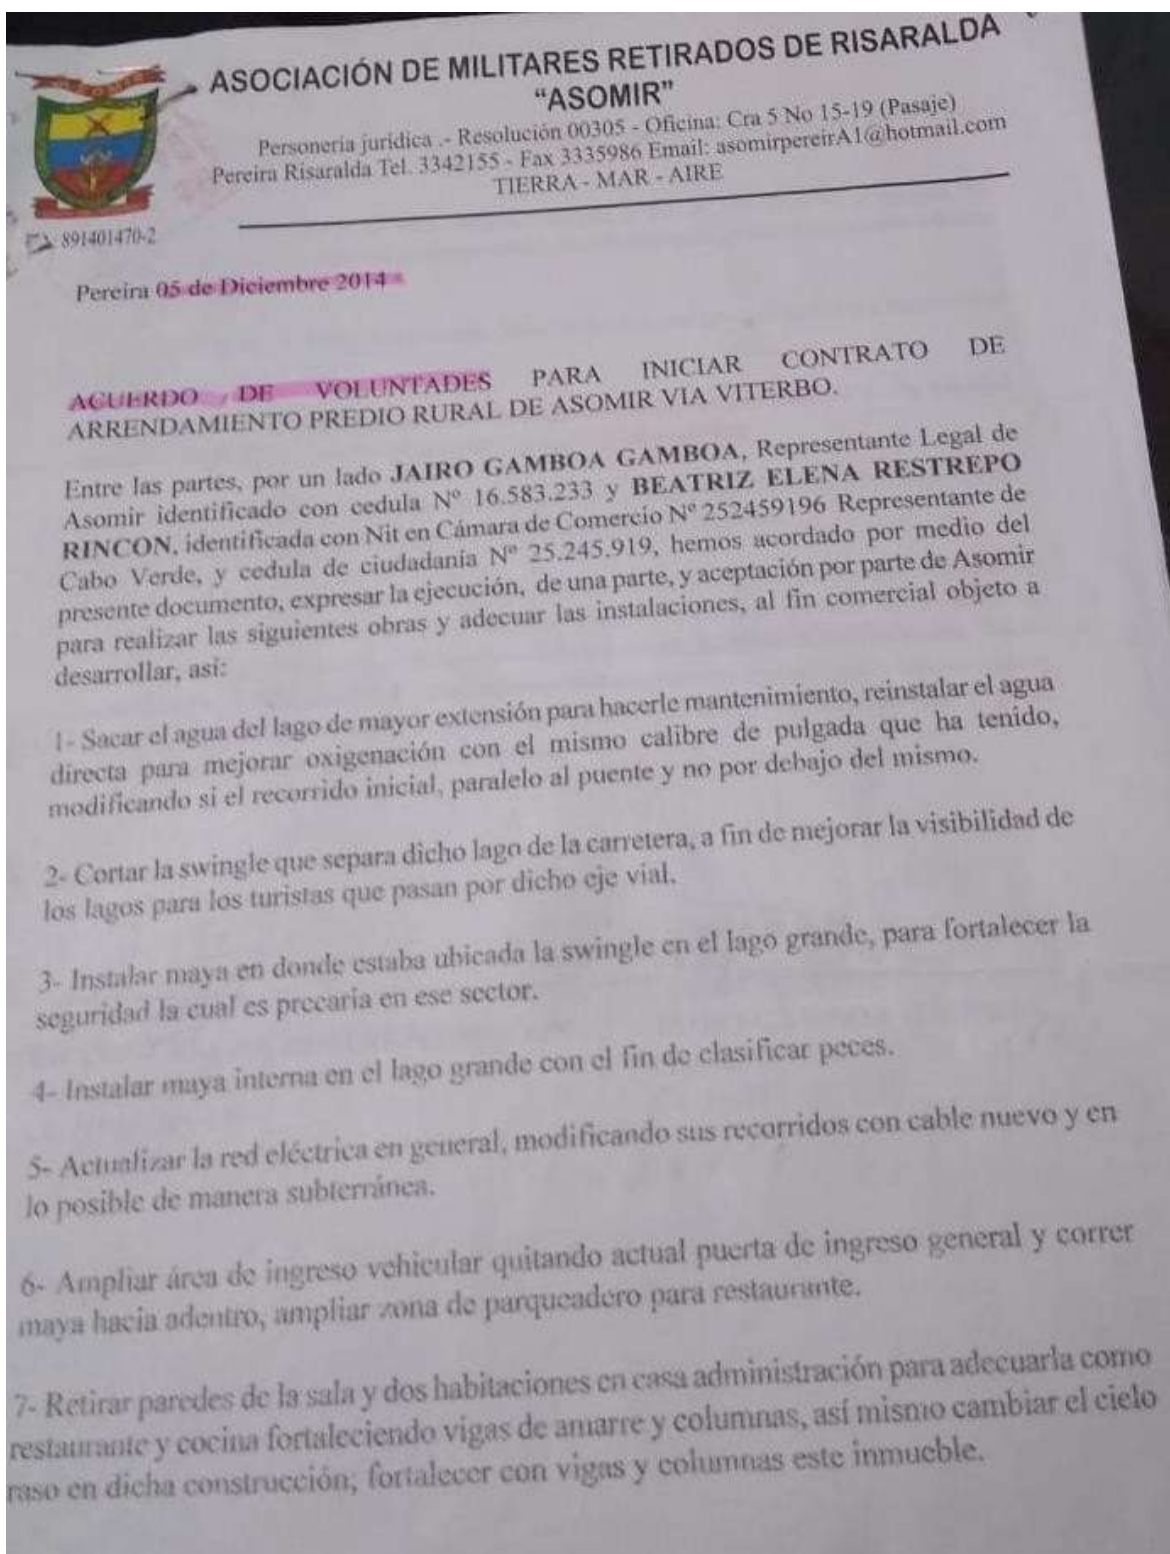 ASOCIACIÓN DE MILITARES RETIRADOS DE RISARALDA
“ASOMIR”
Personería jurídica .- Resolución 00305 - Oficina: Cra 5 No 15-19 (Pasaje)
Pereira Risaralda Tel. 3342155 - Fax 3335986 Email: asomirpereirA1@hotmail.com
TIERRA - MAR - AIRE
891401470-2
Pereira 05 de Diciembre 2014
ACUERDO DE VOLUNTADES PARA INICIAR CONTRATO DE
ARRENDAMIENTO PREDIO RURAL DE ASOMIR VIA VITERBO.
Entre las partes, por un lado JAIRO GAMBOA GAMBOA, Representante Legal de
Asomir identificado con cedula Nº 16.583.233 y BEATRIZ ELENA RESTREPO
RINCON, identificada con Nit en Cámara de Comercio Nº 252459196 Representante de
Cabo Verde, y cedula de ciudadanía Nº 25.245.919, hemos acordado por medio del
presente documento, expresar la ejecución, de una parte, y aceptación por parte de Asomir
para realizar las siguientes obras y adecuar las instalaciones, al fin comercial objeto a
desarrollar, así:
1- Sacar el agua del lago de mayor extensión para hacerle mantenimiento, reinstalar el agua
directa para mejorar oxigenación con el mismo calibre de pulgada que ha tenido,
modificando si el recorrido inicial, paralelo al puente y no por debajo del mismo.
2- Cortar la swingle que separa dicho lago de la carretera, a fin de mejorar la visibilidad de
los lagos para los turistas que pasan por dicho eje vial.
3- Instalar maya en donde estaba ubicada la swingle en el lago grande, para fortalecer la
seguridad la cual es precaria en ese sector.
4- Instalar maya interna en el lago grande con el fin de clasificar peces.
5- Actualizar la red eléctrica en general, modificando sus recorridos con cable nuevo y en
lo posible de manera subterránea.
6- Ampliar área de ingreso vehicular quitando actual puerta de ingreso general y correr
maya hacia adentro, ampliar zona de parqueadero para restaurante.
7- Retirar paredes de la sala y dos habitaciones en casa administración para adecuarla como
restaurante y cocina fortaleciendo vigas de amarre y columnas, así mismo cambiar el cielo
raso en dicha construcción; fortalecer con vigas y columnas este inmueble.